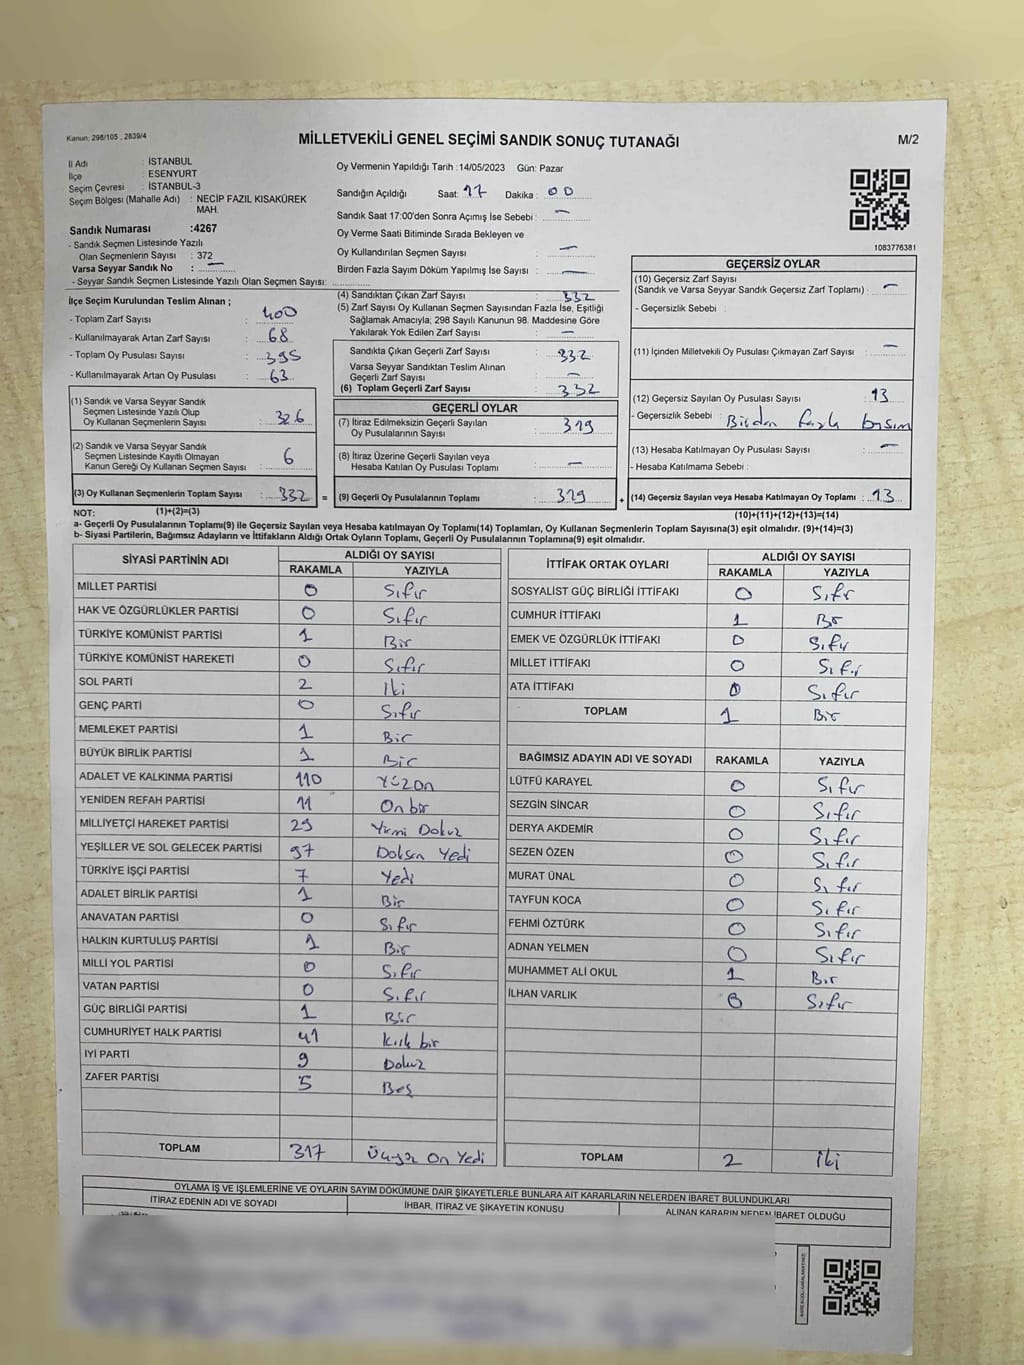 Kanun: 298/105 , 2839/4
MİLLETVEKİLİ GENEL SEÇİMİ SANDIK SONUÇ TUTANAĞI
M/2
İl Adı : İSTANBUL
İlçe : ESENYURT
Seçim Çevresi : İSTANBUL-3
Seçim Bölgesi (Mahalle Adı) : NECİP FAZIL KISAKÜREK
MAH.
Sandık Numarası :4267
- Sandık Seçmen Listesinde Yazılı
Olan Seçmenlerin Sayısı : 372
Varsa Seyyar Sandık No : —
- Seyyar Sandık Seçmen Listesinde Yazılı Olan Seçmen Sayısı:
Oy Vermenin Yapıldığı Tarih :14/05/2023 Gün: Pazar
Sandığın Açıldığı Saat: 17 Dakika : 00
Sandık Saat 17:00'den Sonra Açımış İse Sebebi : —
Oy Verme Saati Bitiminde Sırada Bekleyen ve
Oy Kullandırılan Seçmen Sayısı : —
Birden Fazla Sayım Döküm Yapılmış İse Sayısı : —
1083776381
İlçe Seçim Kurulundan Teslim Alınan ;
- Toplam Zarf Sayısı : 400
- Kullanılmayarak Artan Zarf Sayısı : 68
- Toplam Oy Pusulası Sayısı : 395
- Kullanılmayarak Artan Oy Pusulası : 63
(1) Sandık ve Varsa Seyyar Sandık
Seçmen Listesinde Yazılı Olup
Oy Kullanan Seçmenlerin Sayısı : 326
(2) Sandık ve Varsa Seyyar Sandık
Seçmen Listesinde Kayıtlı Olmayan
Kanun Gereği Oy Kullanan Seçmen Sayısı : 6
(3) Oy Kullanan Seçmenlerin Toplam Sayısı : 332 =
(1)+(2)=(3)
(4) Sandıktan Çıkan Zarf Sayısı : 332
(5) Zarf Sayısı Oy Kullanan Seçmen Sayısından Fazla İse, Eşitliği
Sağlamak Amacıyla; 298 Sayılı Kanunun 98. Maddesine Göre
Yakılarak Yok Edilen Zarf Sayısı : —
Sandıkta Çıkan Geçerli Zarf Sayısı : 332
Varsa Seyyar Sandıktan Teslim Alınan
Geçerli Zarf Sayısı : —
(6) Toplam Geçerli Zarf Sayısı : 332
GEÇERLİ OYLAR
(7) İtiraz Edilmeksizin Geçerli Sayılan
Oy Pusulalarının Sayısı : 319
(8) İtiraz Üzerine Geçerli Sayılan veya
Hesaba Katılan Oy Pusulası Toplamı : —
(9) Geçerli Oy Pusulalarının Toplamı : 319 +
GEÇERSİZ OYLAR
(10) Geçersiz Zarf Sayısı
(Sandık ve Varsa Seyyar Sandık Geçersiz Zarf Toplamı) : —
- Geçersizlik Sebebi :
(11) İçinden Milletvekili Oy Pusulası Çıkmayan Zarf Sayısı : —
(12) Geçersiz Sayılan Oy Pusulası Sayısı : 13
- Geçersizlik Sebebi : Birden fazla basım
(13) Hesaba Katılmayan Oy Pusulası Sayısı : —
- Hesaba Katılmama Sebebi :
(14) Geçersiz Sayılan veya Hesaba Katılmayan Oy Toplamı : 13
(10)+(11)+(12)+(13)=(14)
NOT:
a- Geçerli Oy Pusulalarının Toplamı(9) ile Geçersiz Sayılan veya Hesaba katılmayan Oy Toplamı(14) Toplamları, Oy Kullanan Seçmenlerin Toplam Sayısına(3) eşit olmalıdır. (9)+(14)=(3)
b- Siyasi Partilerin, Bağımsız Adayların ve İttifakların Aldığı Ortak Oyların Toplamı, Geçerli Oy Pusulalarının Toplamına(9) eşit olmalıdır.
SİYASİ PARTİNİN ADI ALDIĞI OY SAYISI
RAKAMLA YAZIYLA
MİLLET PARTİSİ 0 Sıfır
HAK VE ÖZGÜRLÜKLER PARTİSİ 0 Sıfır
TÜRKİYE KOMÜNİST PARTİSİ 1 Bir
TÜRKİYE KOMÜNİST HAREKETİ 0 Sıfır
SOL PARTİ 2 İki
GENÇ PARTİ 0 Sıfır
MEMLEKET PARTİSİ 1 Bir
BÜYÜK BİRLİK PARTİSİ 1 Bir
ADALET VE KALKINMA PARTİSİ 110 Yüzon
YENİDEN REFAH PARTİSİ 11 Onbir
MİLLİYETÇİ HAREKET PARTİSİ 29 Yirmi Dokuz
YEŞİLLER VE SOL GELECEK PARTİSİ 97 Doksan Yedi
TÜRKİYE İŞÇİ PARTİSİ 7 Yedi
ADALET BİRLİK PARTİSİ 1 Bir
ANAVATAN PARTİSİ 0 Sıfır
HALKIN KURTULUŞ PARTİSİ 1 Bir
MİLLİ YOL PARTİSİ 0 Sıfır
VATAN PARTİSİ 0 Sıfır
GÜÇ BİRLİĞİ PARTİSİ 1 Bir
CUMHURİYET HALK PARTİSİ 41 Kırk bir
İYİ PARTİ 9 Dokuz
ZAFER PARTİSİ 5 Beş
TOPLAM 317 Üçyüz On Yedi
İTTİFAK ORTAK OYLARI ALDIĞI OY SAYISI
RAKAMLA YAZIYLA
SOSYALİST GÜÇ BİRLİĞİ İTTİFAKI 0 Sıfır
CUMHUR İTTİFAKI 1 Bir
EMEK VE ÖZGÜRLÜK İTTİFAKI 0 Sıfır
MİLLET İTTİFAKI 0 Sıfır
ATA İTTİFAKI 0 Sıfır
TOPLAM 1 Bir
BAĞIMSIZ ADAYIN ADI VE SOYADI RAKAMLA YAZIYLA
LÜTFÜ KARAYEL 0 Sıfır
SEZGİN SİNCAR 0 Sıfır
DERYA AKDEMİR 0 Sıfır
SEZEN ÖZEN 0 Sıfır
MURAT ÜNAL 0 Sıfır
TAYFUN KOCA 0 Sıfır
FEHMİ ÖZTÜRK 0 Sıfır
ADNAN YELMEN 0 Sıfır
MUHAMMET ALİ OKUL 1 Bir
İLHAN VARLIK 0 Sıfır
TOPLAM 2 İki
OYLAMA İŞ VE İŞLEMLERİNE VE OYLARIN SAYIM DÖKÜMÜNE DAİR ŞİKAYETLERLE BUNLARA AİT KARARLARIN NELERDEN İBARET BULUNDUKLARI
İTİRAZ EDENİN ADI VE SOYADI İHBAR, İTİRAZ VE ŞİKAYETİN KONUSU ALINAN KARARIN NEDEN İBARET OLDUĞU